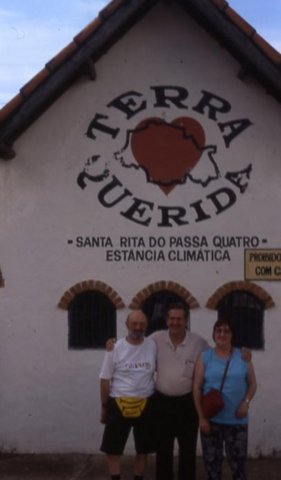 TERRA
QUERIDA
- SANTA RITA DO PASSA QUATRO -
ESTÂNCIA CLIMÁTICA
PROIBIDO
COM C